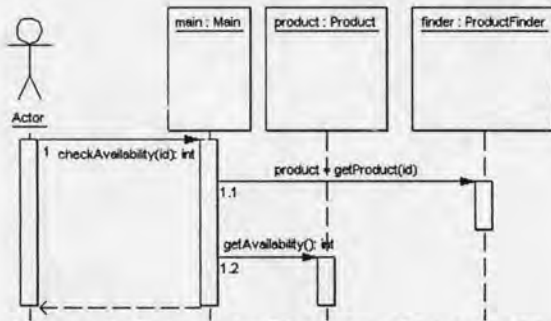 main : Main
product : Product
finder : ProductFinder
Actor
1 checkAvailability(id): int
product getProduct(id)
1.1
getAvailability(): int
1.2